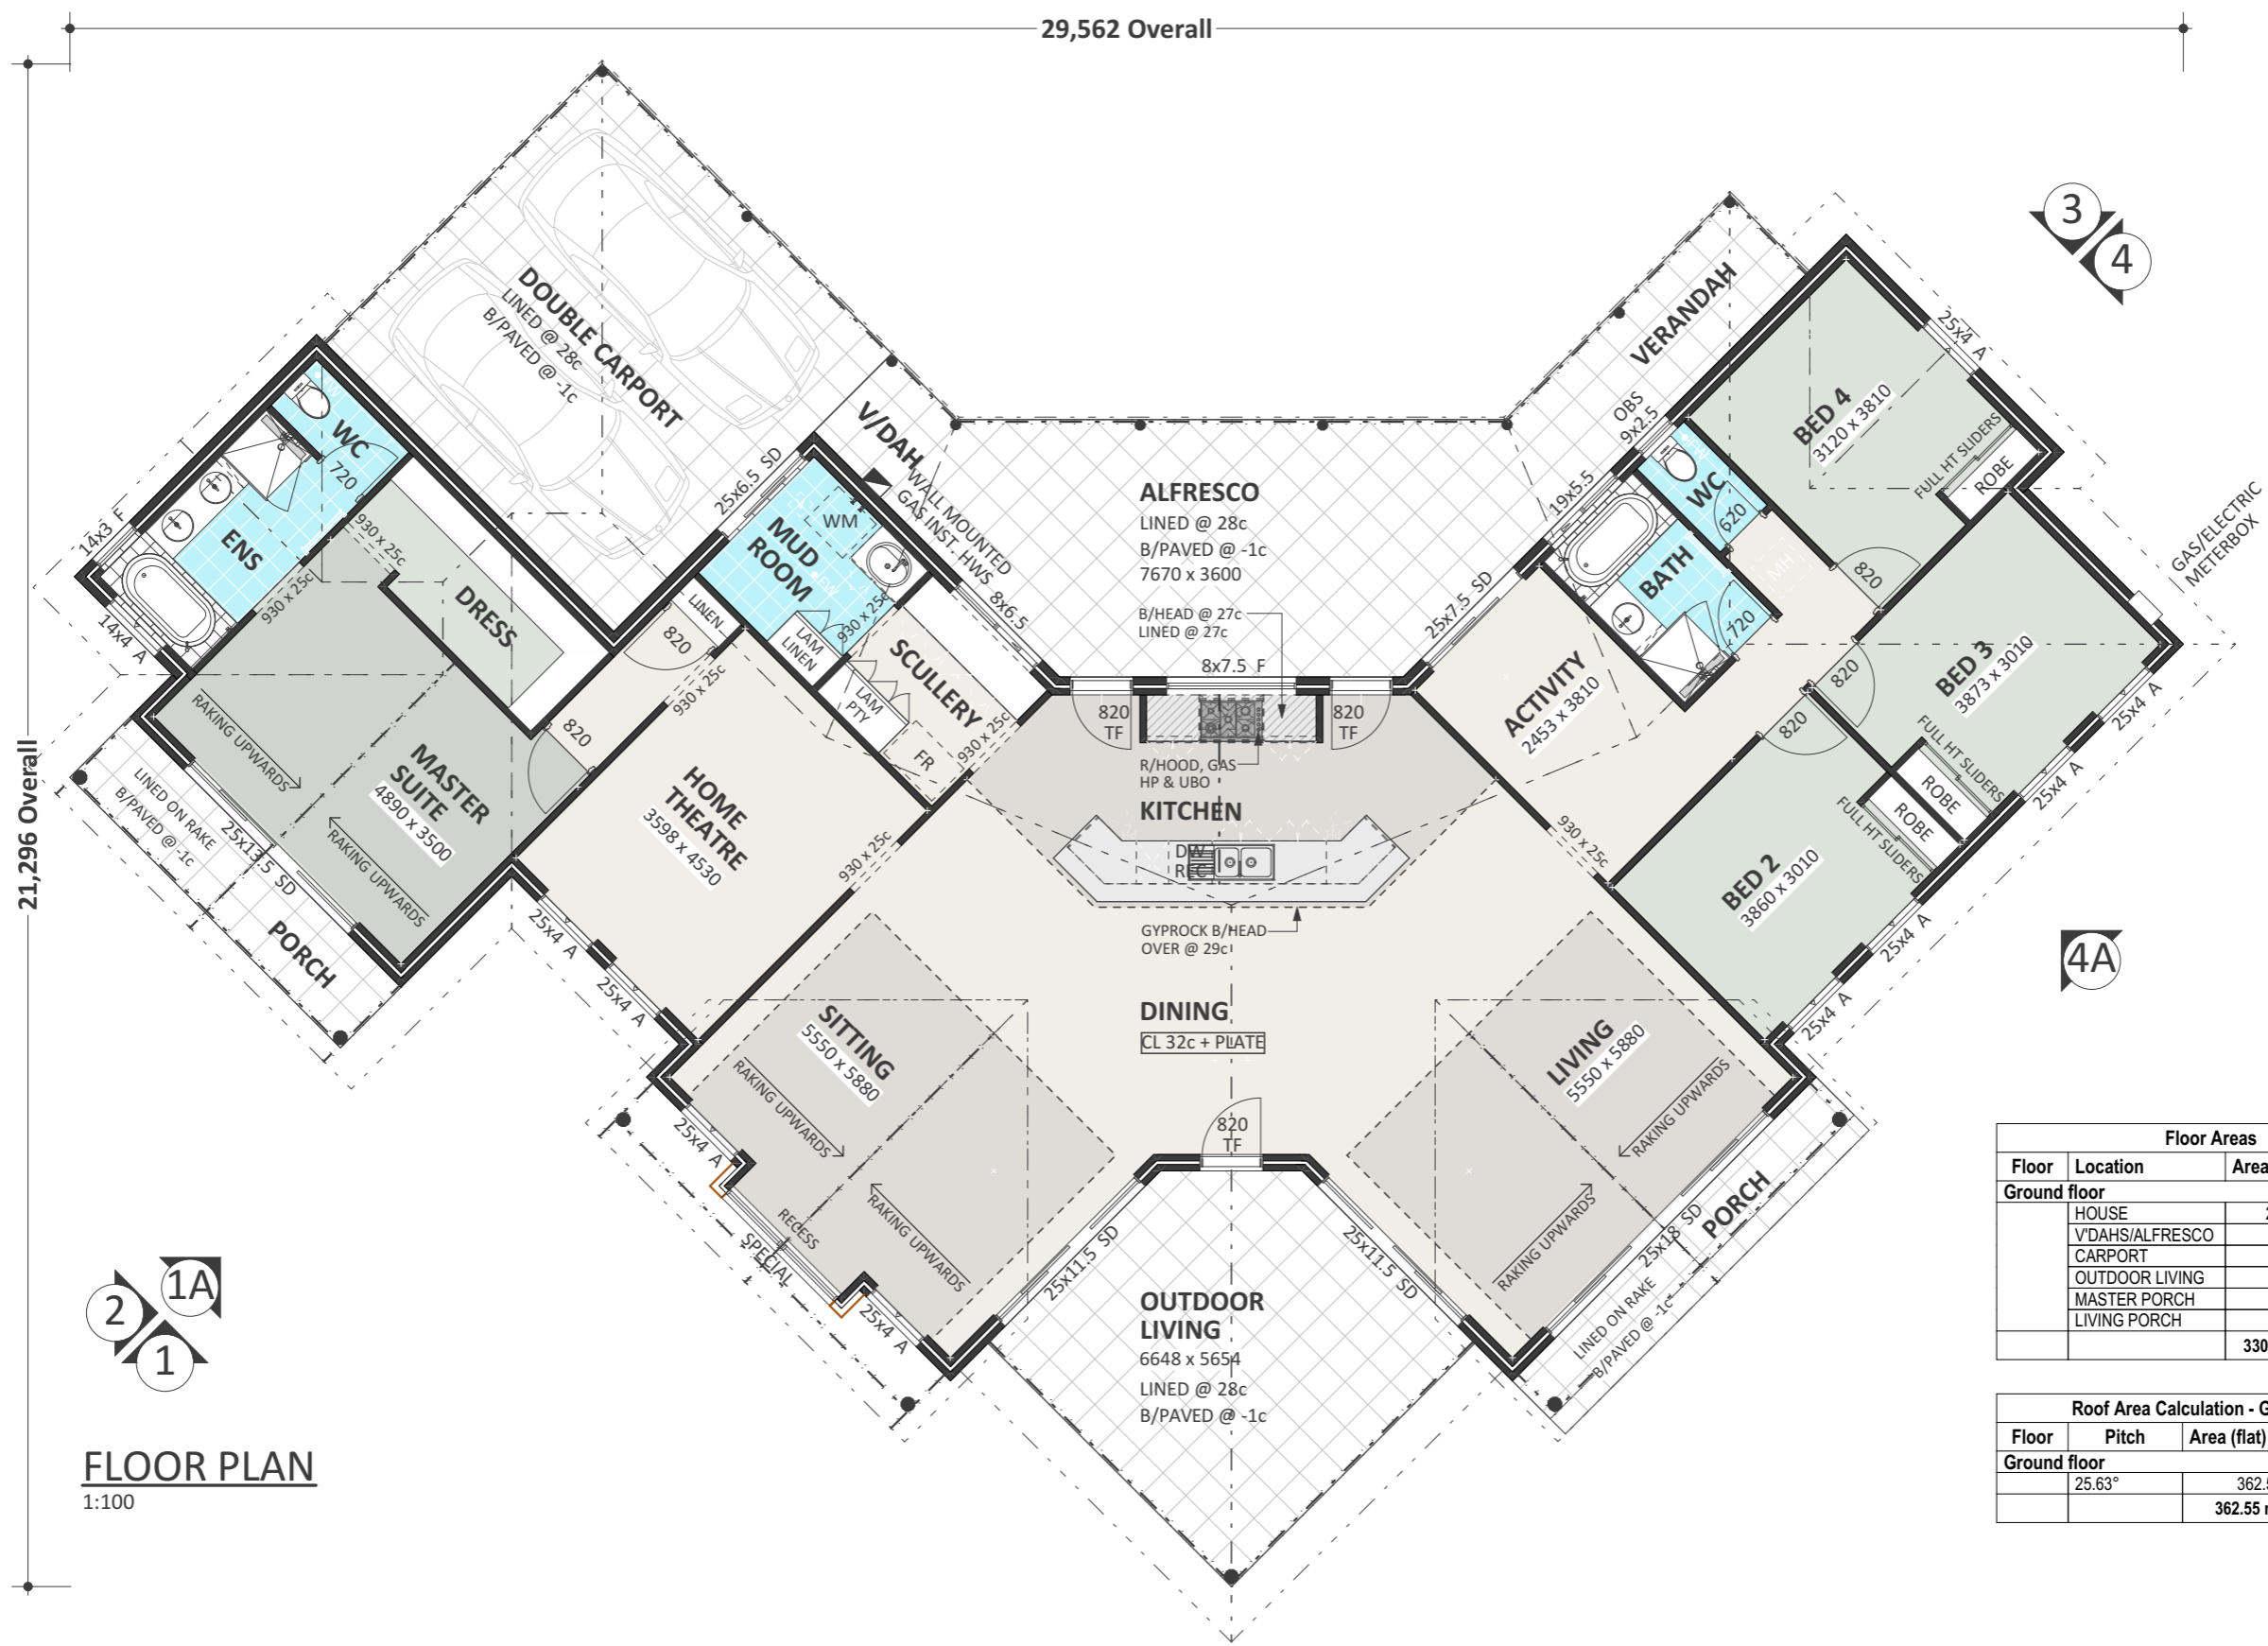 29,562 Overall
21,296 Overall
DOUBLE CARPORT
LINED @ 28c
B/PAVED @ -1c
V/DAH
WALL MOUNTED
GAS INST. HWS
25x6.5 SD
8x6.5
WC
720
14x3 F
ENS
14x4 A
930 x 25c
930 x 25c
DRESS
MUD
ROOM
WM
LINEN
LAM
LINEN
930 x 25c
SCULLERY
LAM
PTY
FR
930 x 25c
820
930 x 25c
820
RAKING UPWARDS
MASTER
SUITE
4890 x 3500
RAKING UPWARDS
LINED ON RAKE
B/PAVED @ -1c
25x13.5 SD
PORCH
HOME
THEATRE
3598 x 4530
930 x 25c
25x4 A
25x4 A
ALFRESCO
LINED @ 28c
B/PAVED @ -1c
7670 x 3600
B/HEAD @ 27c
LINED @ 27c
8x7.5 F
820
TF
820
TF
R/HOOD, GAS
HP & UBO
KITCHEN
DW
REC
GYPROCK B/HEAD
OVER @ 29c
DINING
CL 32c + PLATE
820
TF
VERANDAH
OBS
9x2.5
19x5.5
25x7.5 SD
WC
620
BATH
720
MH
ACTIVITY
2453 x 3810
930 x 25c
BED 4
3120 x 3810
25x4 A
FULL HT SLIDERS
ROBE
820
GAS/ELECTRIC
METERBOX
BED 3
3873 x 3010
820
FULL HT SLIDERS
ROBE
25x4 A
25x4 A
820
BED 2
3860 x 3010
ROBE
FULL HT SLIDERS
25x4 A
25x4 A
3
4
4A
SITTING
5550 x 5880
RAKING UPWARDS
RAKING UPWARDS
25x4 A
RECESS
SPECIAL
25x4 A
25x11.5 SD
LIVING
5550 x 5880
RAKING UPWARDS
RAKING UPWARDS
25x11.5 SD
25x18 SD
PORCH
LINED ON RAKE
B/PAVED @ -1c
OUTDOOR
LIVING
6648 x 5654
LINED @ 28c
B/PAVED @ -1c
1A
2
1
FLOOR PLAN
1:100
Floor Areas
Floor Location Area
Ground floor
HOUSE 2
V'DAHS/ALFRESCO
CARPORT
OUTDOOR LIVING
MASTER PORCH
LIVING PORCH
330
Roof Area Calculation - G
Floor Pitch Area (flat)
Ground floor
25.63° 362.5
362.55